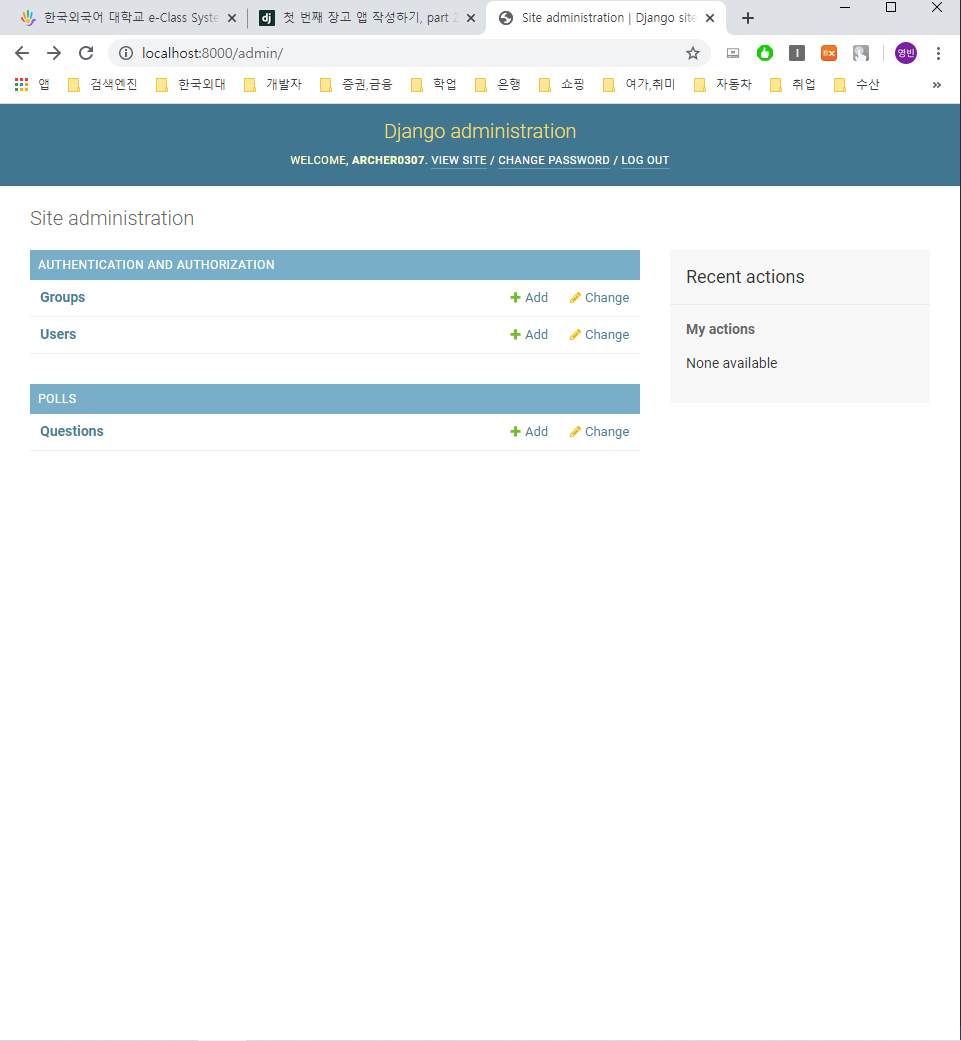 한국외국어 대학교 e-Class Syste
dj 첫 번째 장고 앱 작성하기, part 2
Site administration | Django site
localhost:8000/admin/
EX
영빈
앱 검색엔진 한국외대 개발자 증권,금융 학업 은행 쇼핑 여가,취미 자동차 취업 수산 »
Django administration
WELCOME, ARCHER0307. VIEW SITE / CHANGE PASSWORD / LOG OUT
Site administration
AUTHENTICATION AND AUTHORIZATION
Groups Add Change
Users Add Change
POLLS
Questions Add Change
Recent actions
My actions
None available